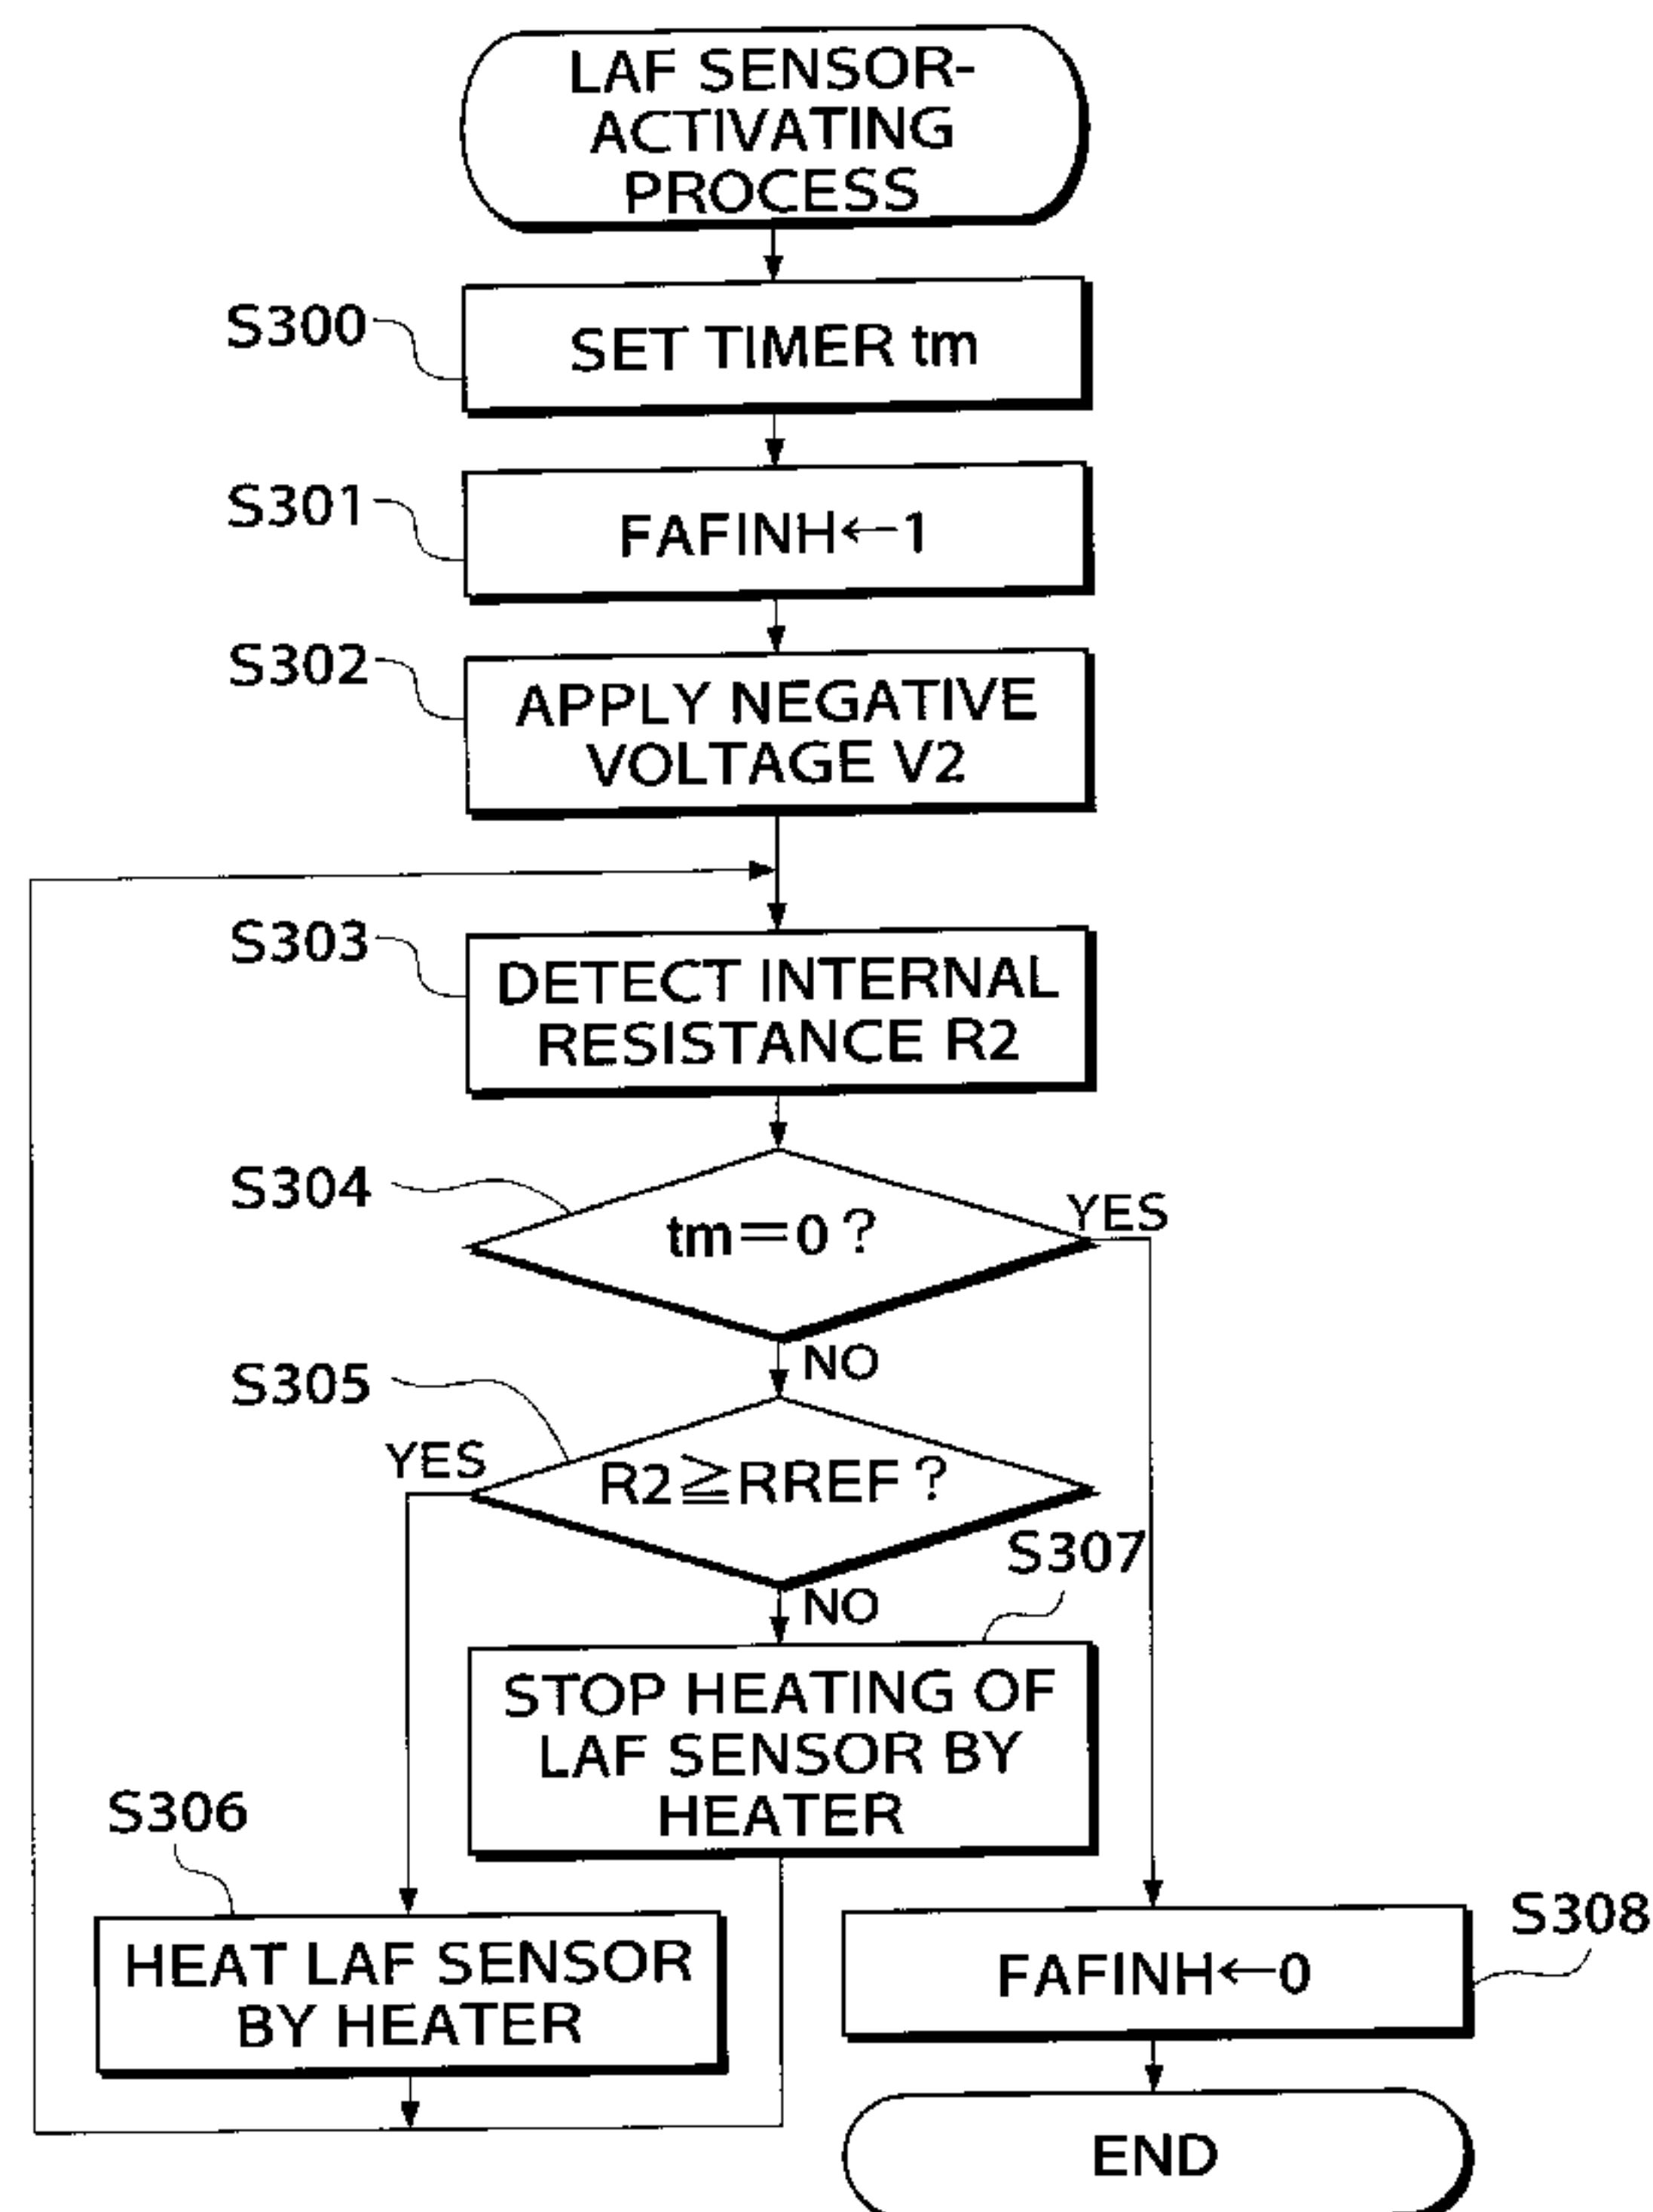 LAF SENSOR-
ACTIVATING
PROCESS
S300
SET TIMER tm
S301
FAFINH←1
S302
APPLY NEGATIVE
VOLTAGE V2
S303
DETECT INTERNAL
RESISTANCE R2
S304
tm=0?
YES
NO
S305
YES
R2≧RREF?
NO
S307
STOP HEATING OF
LAF SENSOR BY
HEATER
S306
HEAT LAF SENSOR
BY HEATER
S308
FAFINH←0
END